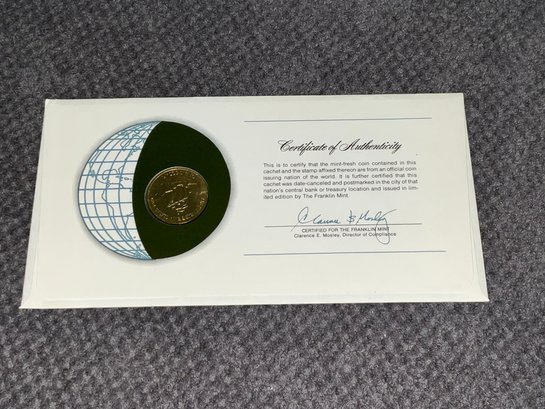 Certificate of Authenticity
This is to certify that the mint-fresh coin contained in this
cachet and the stamp affixed thereon are from an official coin
issuing nation of the world. It is further certified that this
cachet was date-canceled and postmarked in the city of that
nation's central bank or treasury location and issued in
limited edition by The Franklin Mint.
Clarence E. Mosley
CERTIFIED FOR THE FRANKLIN MINT
Clarence E. Mosley, Director of Compliance